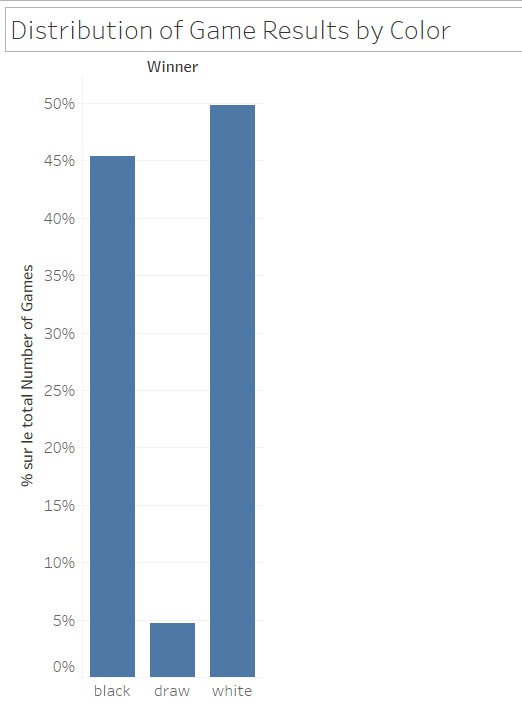 Distribution of Game Results by Color
Winner
50%
45%
40%
35%
30%
25%
20%
15%
10%
5%
0%
% sur le total Number of Games
black draw white